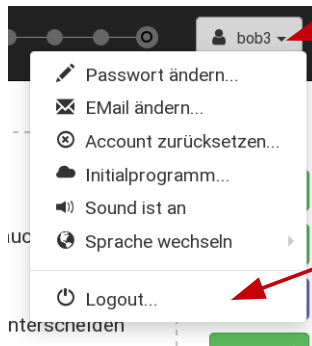 bob3
Passwort ändern...
EMail ändern...
Account zurücksetzen...
Initialprogramm...
Sound ist an
Sprache wechseln
Logout...
nterscheiden